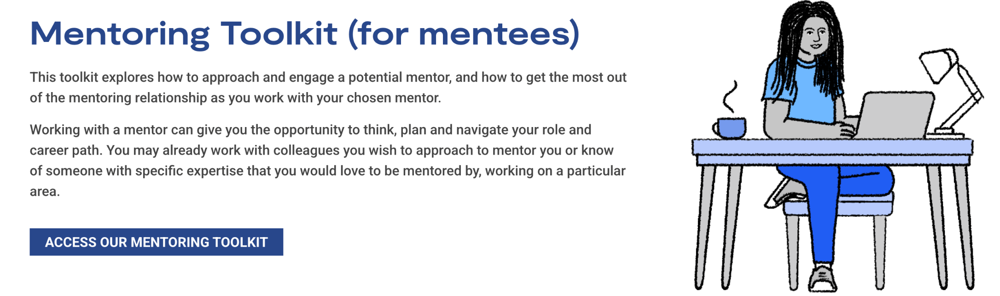 Mentoring Toolkit (for mentees)
This toolkit explores how to approach and engage a potential mentor, and how to get the most out
of the mentoring relationship as you work with your chosen mentor.
Working with a mentor can give you the opportunity to think, plan and navigate your role and
career path. You may already work with colleagues you wish to approach to mentor you or know
of someone with specific expertise that you would love to be mentored by, working on a particular
area.
ACCESS OUR MENTORING TOOLKIT